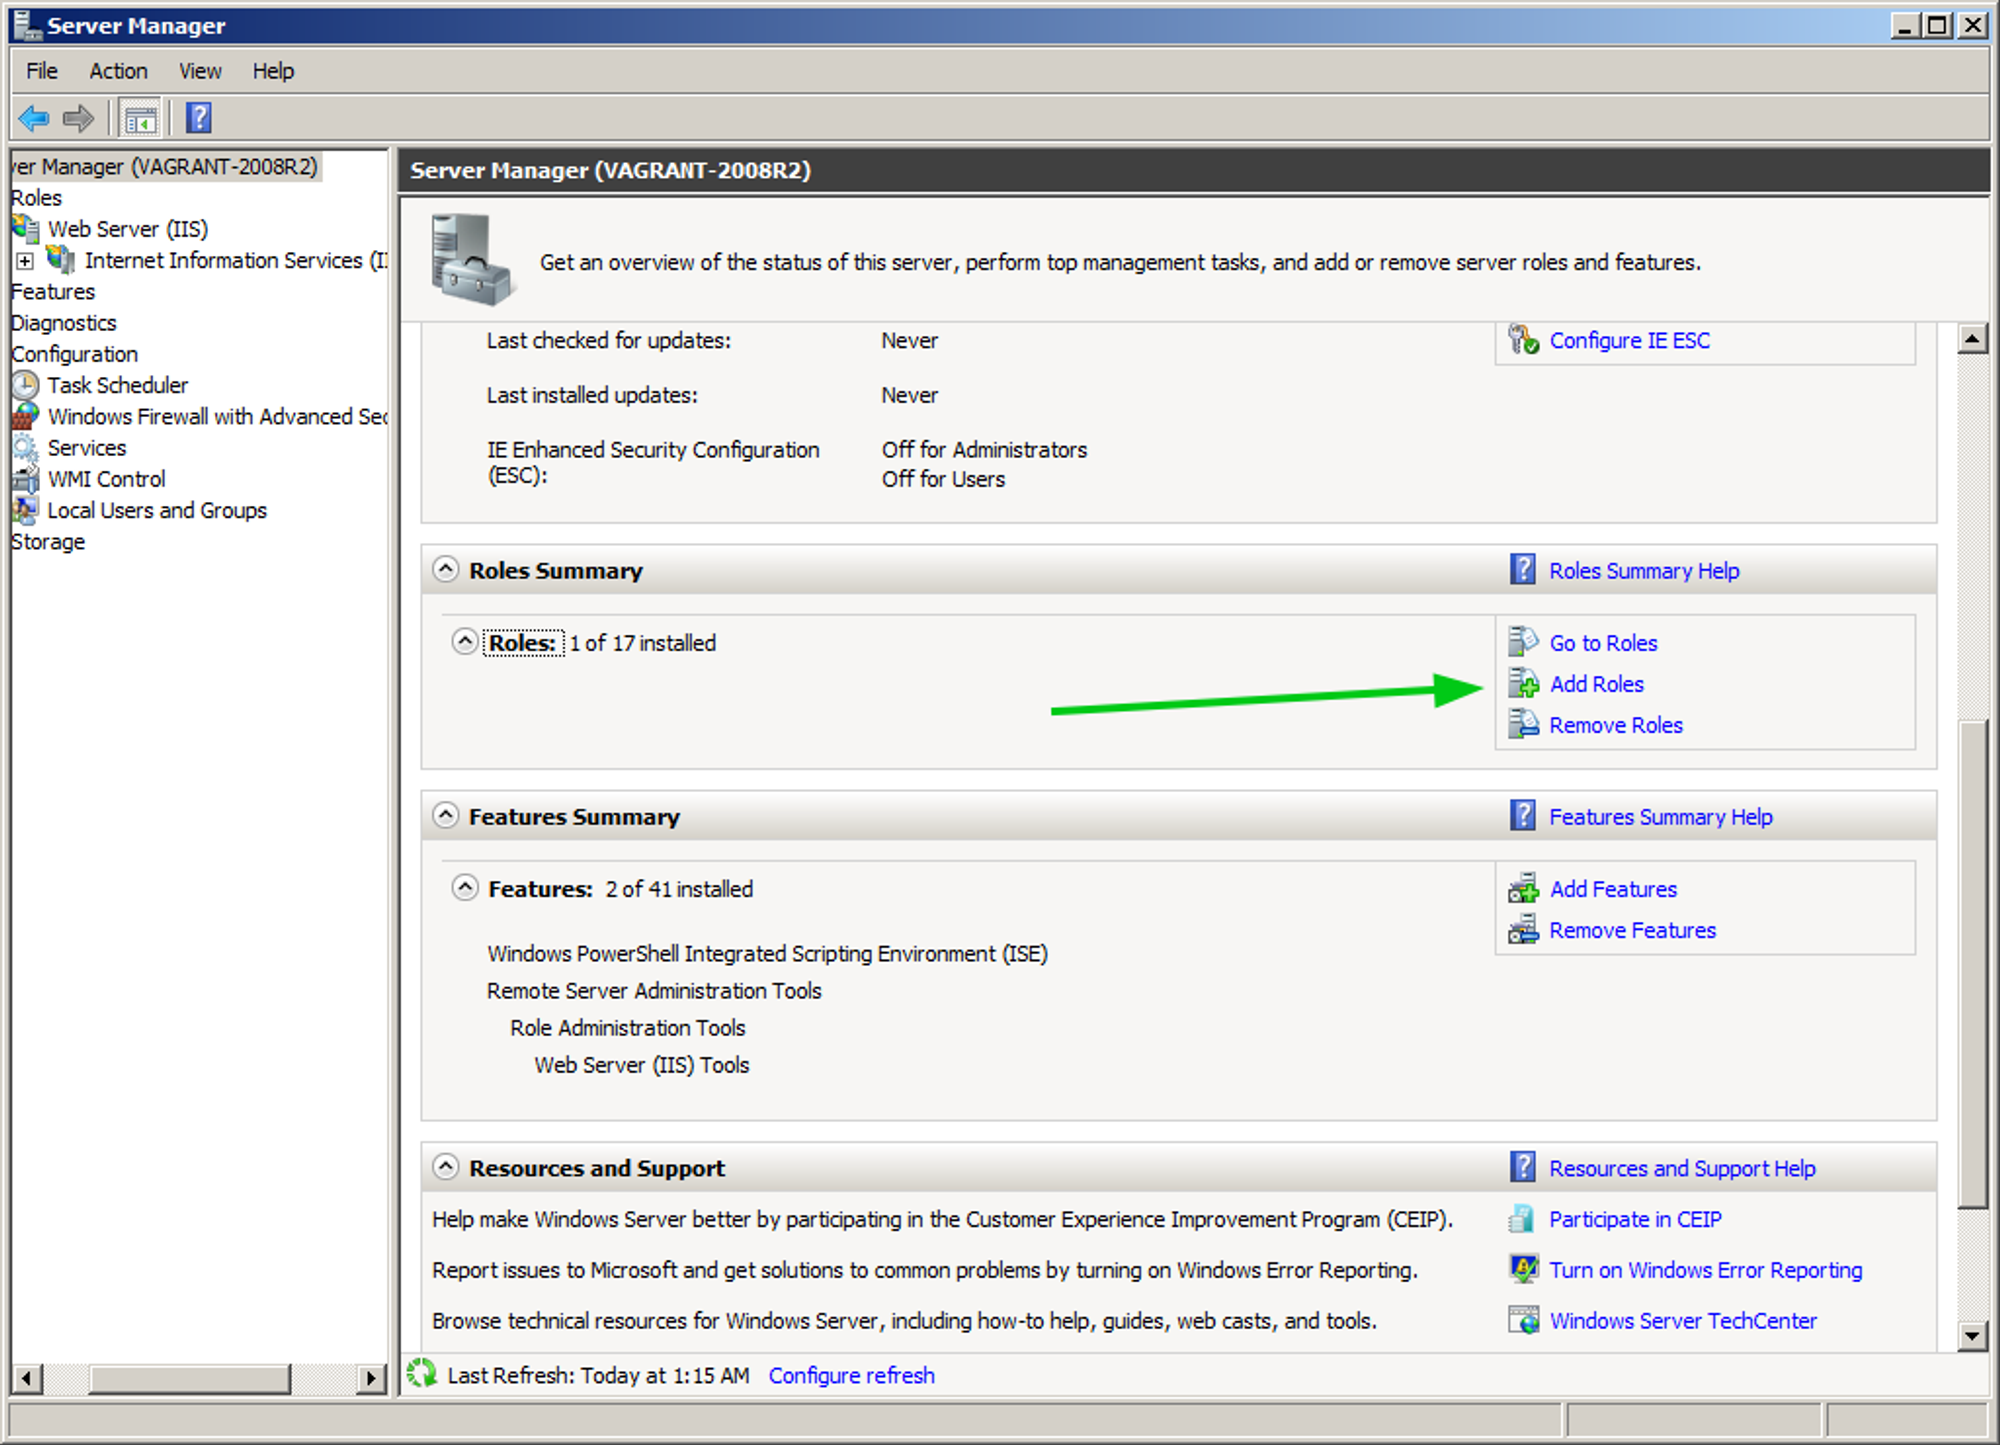 Server Manager
File Action View Help
ver Manager (VAGRANT-2008R2)
Roles
Web Server (IIS)
Internet Information Services (II
Features
Diagnostics
Configuration
Task Scheduler
Windows Firewall with Advanced Sec
Services
WMI Control
Local Users and Groups
Storage
Server Manager (VAGRANT-2008R2)
Get an overview of the status of this server, perform top management tasks, and add or remove server roles and features.
Last checked for updates: Never
Configure IE ESC
Last installed updates: Never
IE Enhanced Security Configuration (ESC): Off for Administrators
Off for Users
Roles Summary
Roles Summary Help
Roles: 1 of 17 installed
Go to Roles
Add Roles
Remove Roles
Features Summary
Features Summary Help
Features: 2 of 41 installed
Add Features
Remove Features
Windows PowerShell Integrated Scripting Environment (ISE)
Remote Server Administration Tools
Role Administration Tools
Web Server (IIS) Tools
Resources and Support
Resources and Support Help
Help make Windows Server better by participating in the Customer Experience Improvement Program (CEIP).
Participate in CEIP
Report issues to Microsoft and get solutions to common problems by turning on Windows Error Reporting.
Turn on Windows Error Reporting
Browse technical resources for Windows Server, including how-to help, guides, web casts, and tools.
Windows Server TechCenter
Last Refresh: Today at 1:15 AM Configure refresh